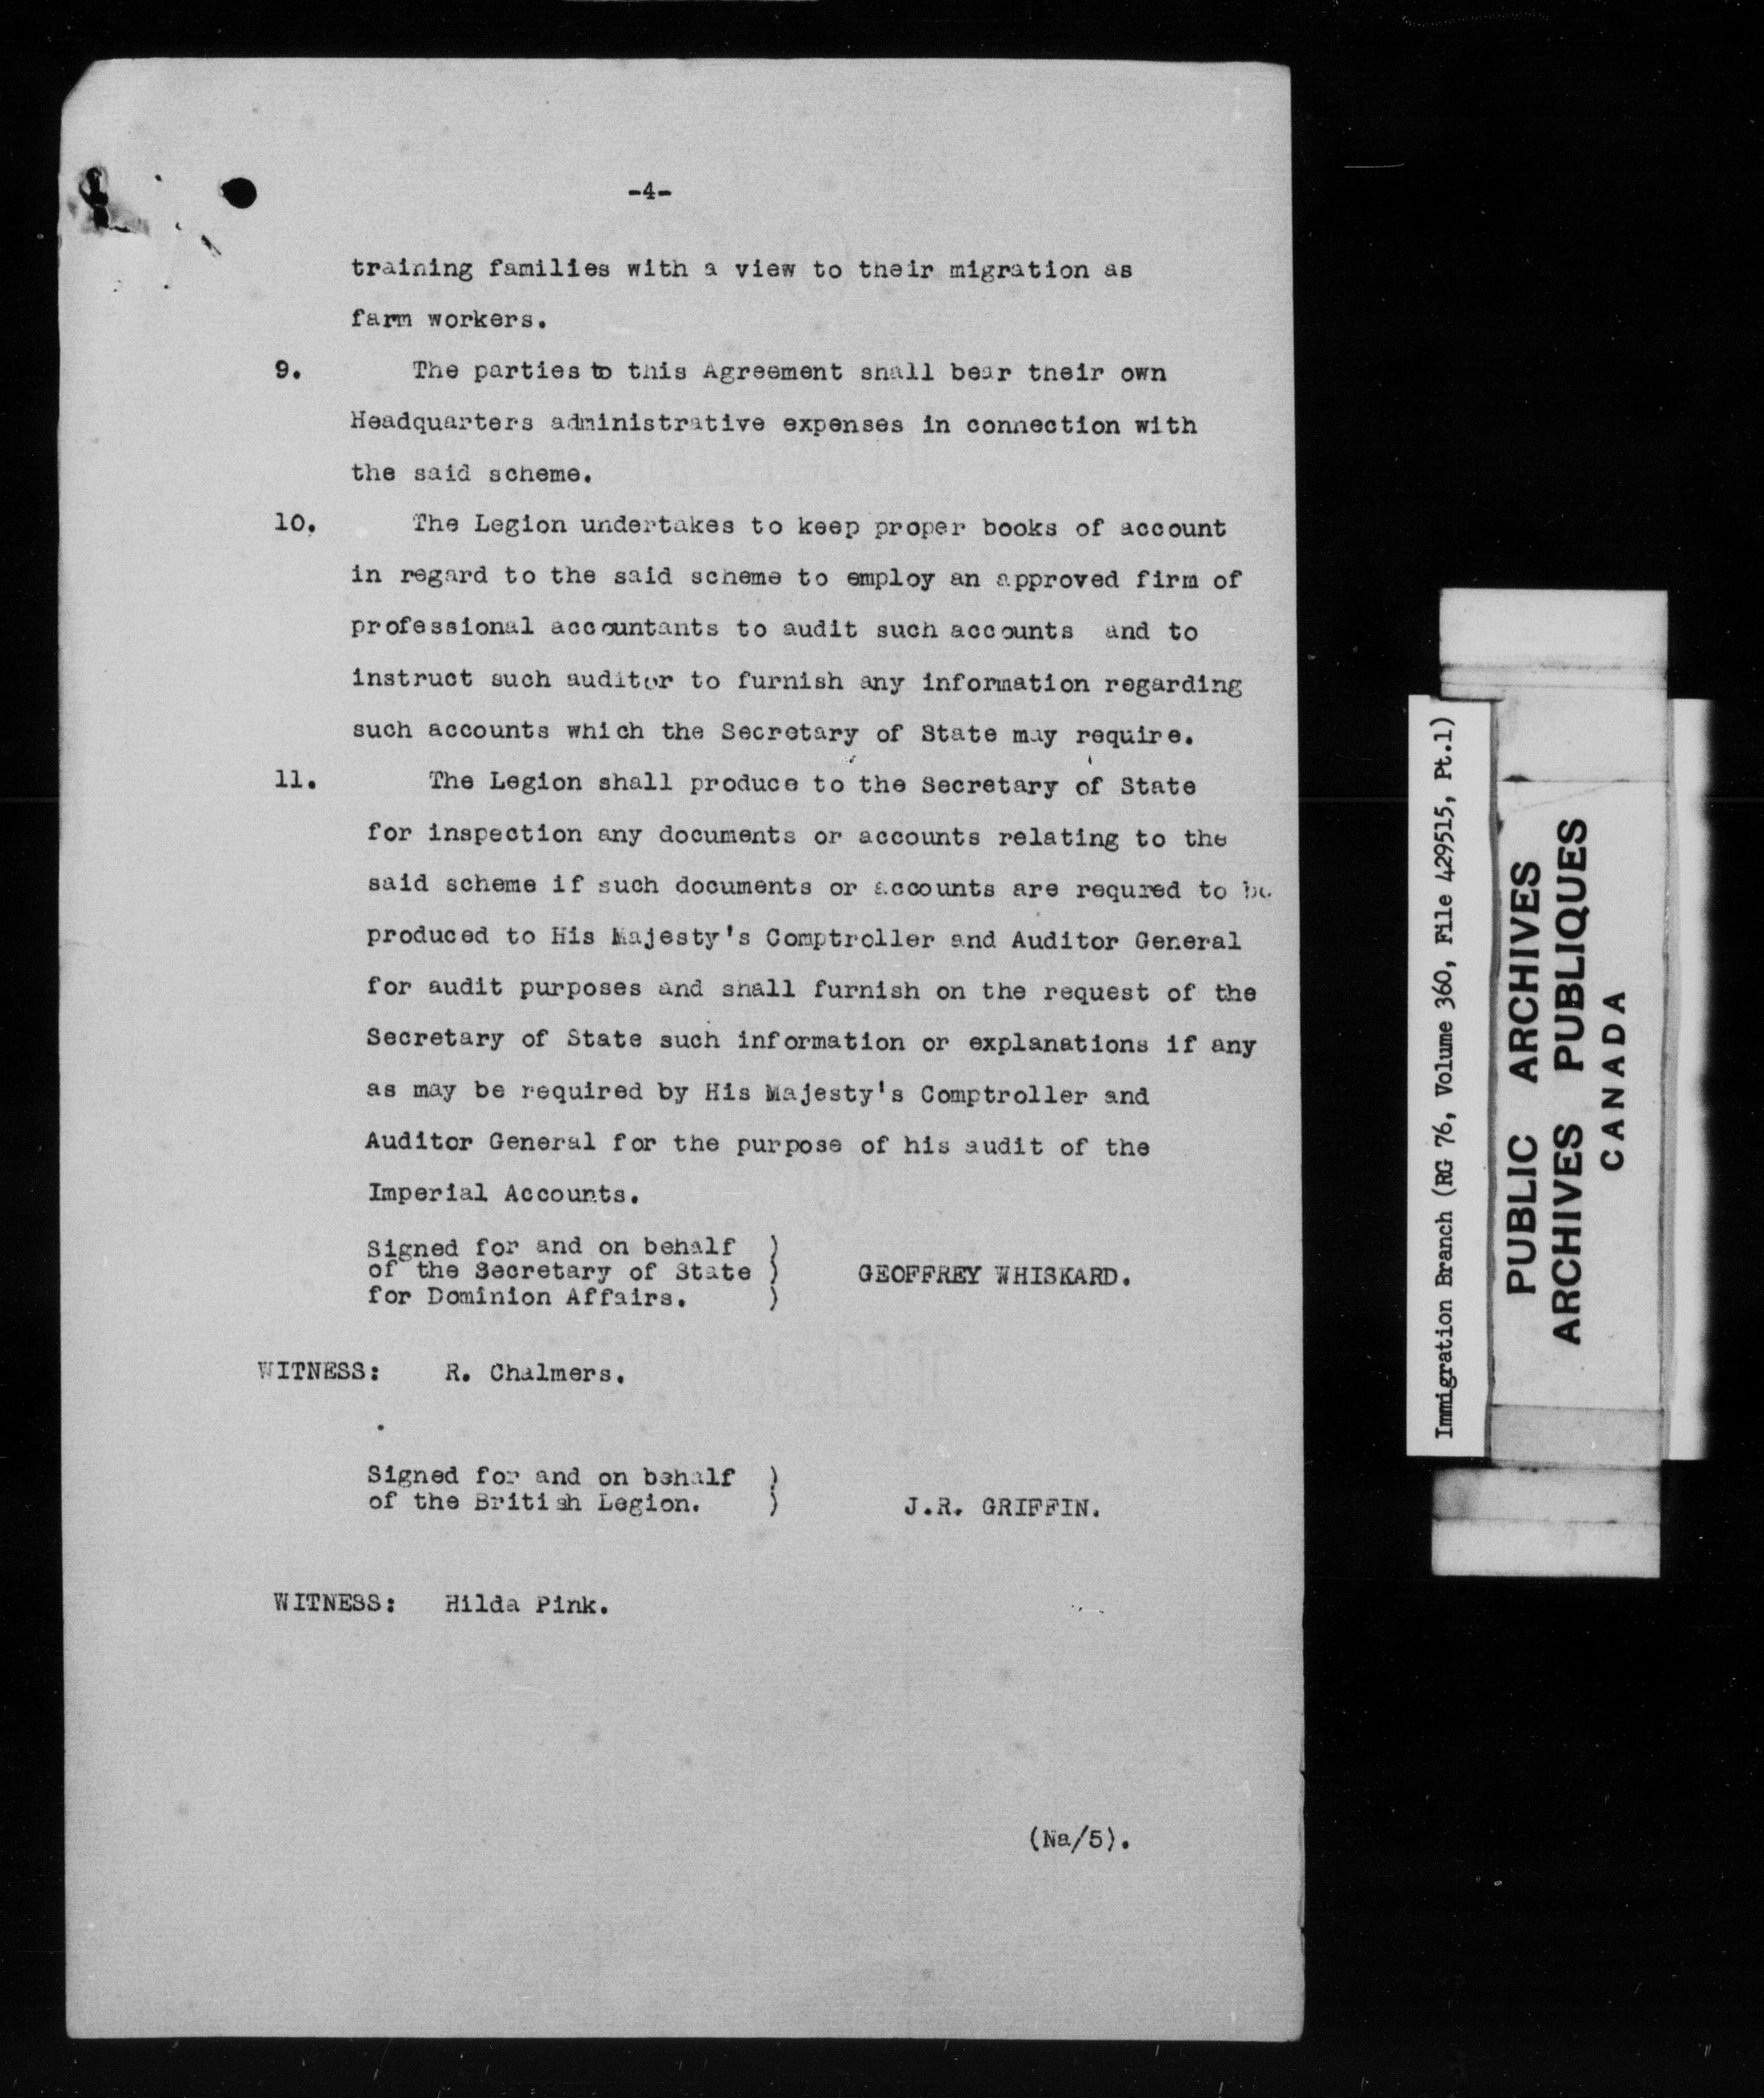 -4-
training families with a view to their migration as
farm workers.
9. The parties to this Agreement shall bear their own
Headquarters administrative expenses in connection with
the said scheme.
10. The Legion undertakes to keep proper books of account
in regard to the said scheme to employ an approved firm of
professional accountants to audit such accounts and to
instruct such auditor to furnish any information regarding
such accounts which the Secretary of State may require.
11. The Legion shall produce to the Secretary of State
for inspection any documents or accounts relating to the
said scheme if such documents or accounts are requred to be
produced to His Majesty's Comptroller and Auditor General
for audit purposes and shall furnish on the request of the
Secretary of State such information or explanations if any
as may be required by His Majesty's Comptroller and
Auditor General for the purpose of his audit of the
Imperial Accounts.
Signed for and on behalf )
of the Secretary of State ) GEOFFREY WHISKARD.
for Dominion Affairs. )
WITNESS: R. Chalmers.
Signed for and on behalf )
of the British Legion. ) J.R. GRIFFIN.
WITNESS: Hilda Pink.
(Na/5).
Immigration Branch (RG 76, Volume 360, File 429515, Pt.1)
PUBLIC ARCHIVES
ARCHIVES PUBLIQUES
CANADA